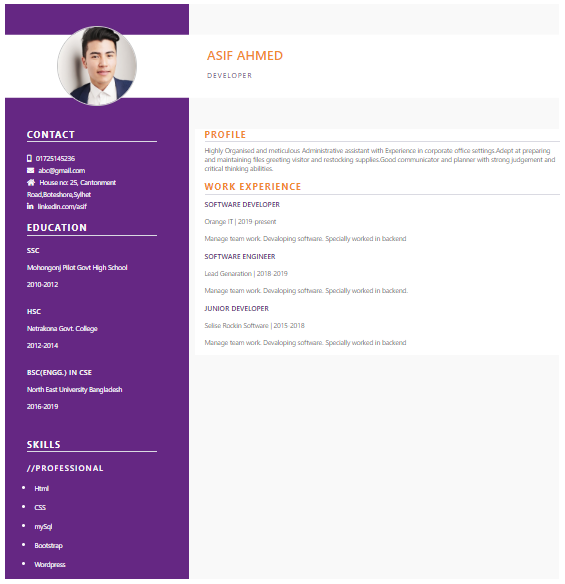 ASIF AHMED
DEVELOPER
CONTACT
01725145236
abc@gmail.com
House no: 25, Cantonment
Road,Boteshore,Sylhet
linkedin.com/asif
EDUCATION
SSC
Mohongonj Pilot Govt High School
2010-2012
HSC
Netrakona Govt. College
2012-2014
BSC(ENGG.) IN CSE
North East University Bangladesh
2016-2019
SKILLS
//PROFESSIONAL
Html
CSS
mySql
Bootstrap
Wordpress
PROFILE
Highly Organised and meticulous Administrative assistant with Experience in corporate office settings.Adept at preparing
and maintaining files greeting visitor and restocking supplies.Good communicator and planner with strong judgement and
critical thinking abilities.
WORK EXPERIENCE
SOFTWARE DEVELOPER
Orange IT | 2019-present
Manage team work. Devaloping software. Specially worked in backend
SOFTWARE ENGINEER
Lead Genaration | 2018-2019
Manage team work. Devaloping software. Specially worked in backend.
JUNIOR DEVELOPER
Selise Rockin Software | 2015-2018
Manage team work. Devaloping software. Specially worked in backend